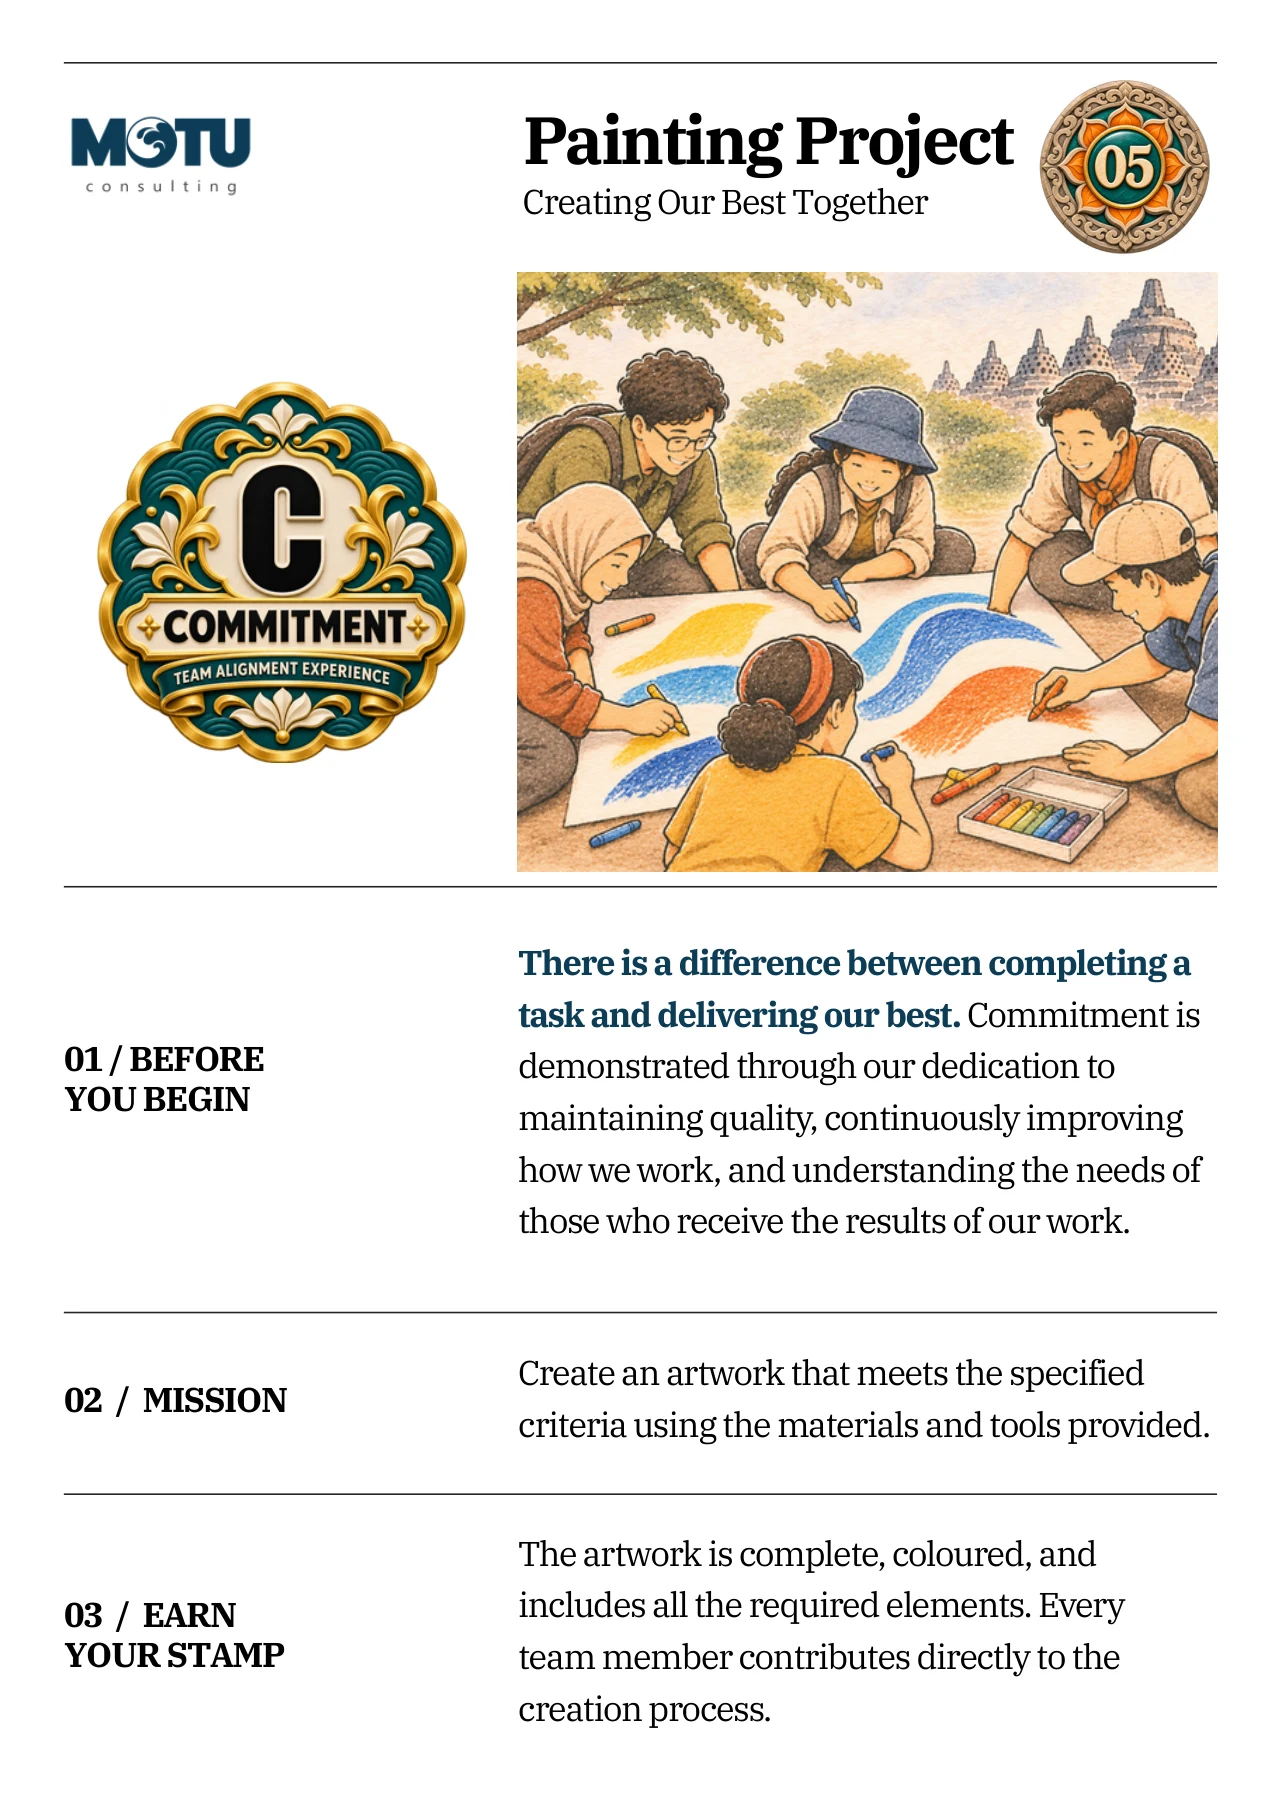 MOTU
consulting
Painting Project
Creating Our Best Together
05
C
COMMITMENT
TEAM ALIGNMENT EXPERIENCE
01 / BEFORE
YOU BEGIN
There is a difference between completing a
task and delivering our best. Commitment is
demonstrated through our dedication to
maintaining quality, continuously improving
how we work, and understanding the needs of
those who receive the results of our work.
02 / MISSION
Create an artwork that meets the specified
criteria using the materials and tools provided.
03 / EARN
YOUR STAMP
The artwork is complete, coloured, and
includes all the required elements. Every
team member contributes directly to the
creation process.